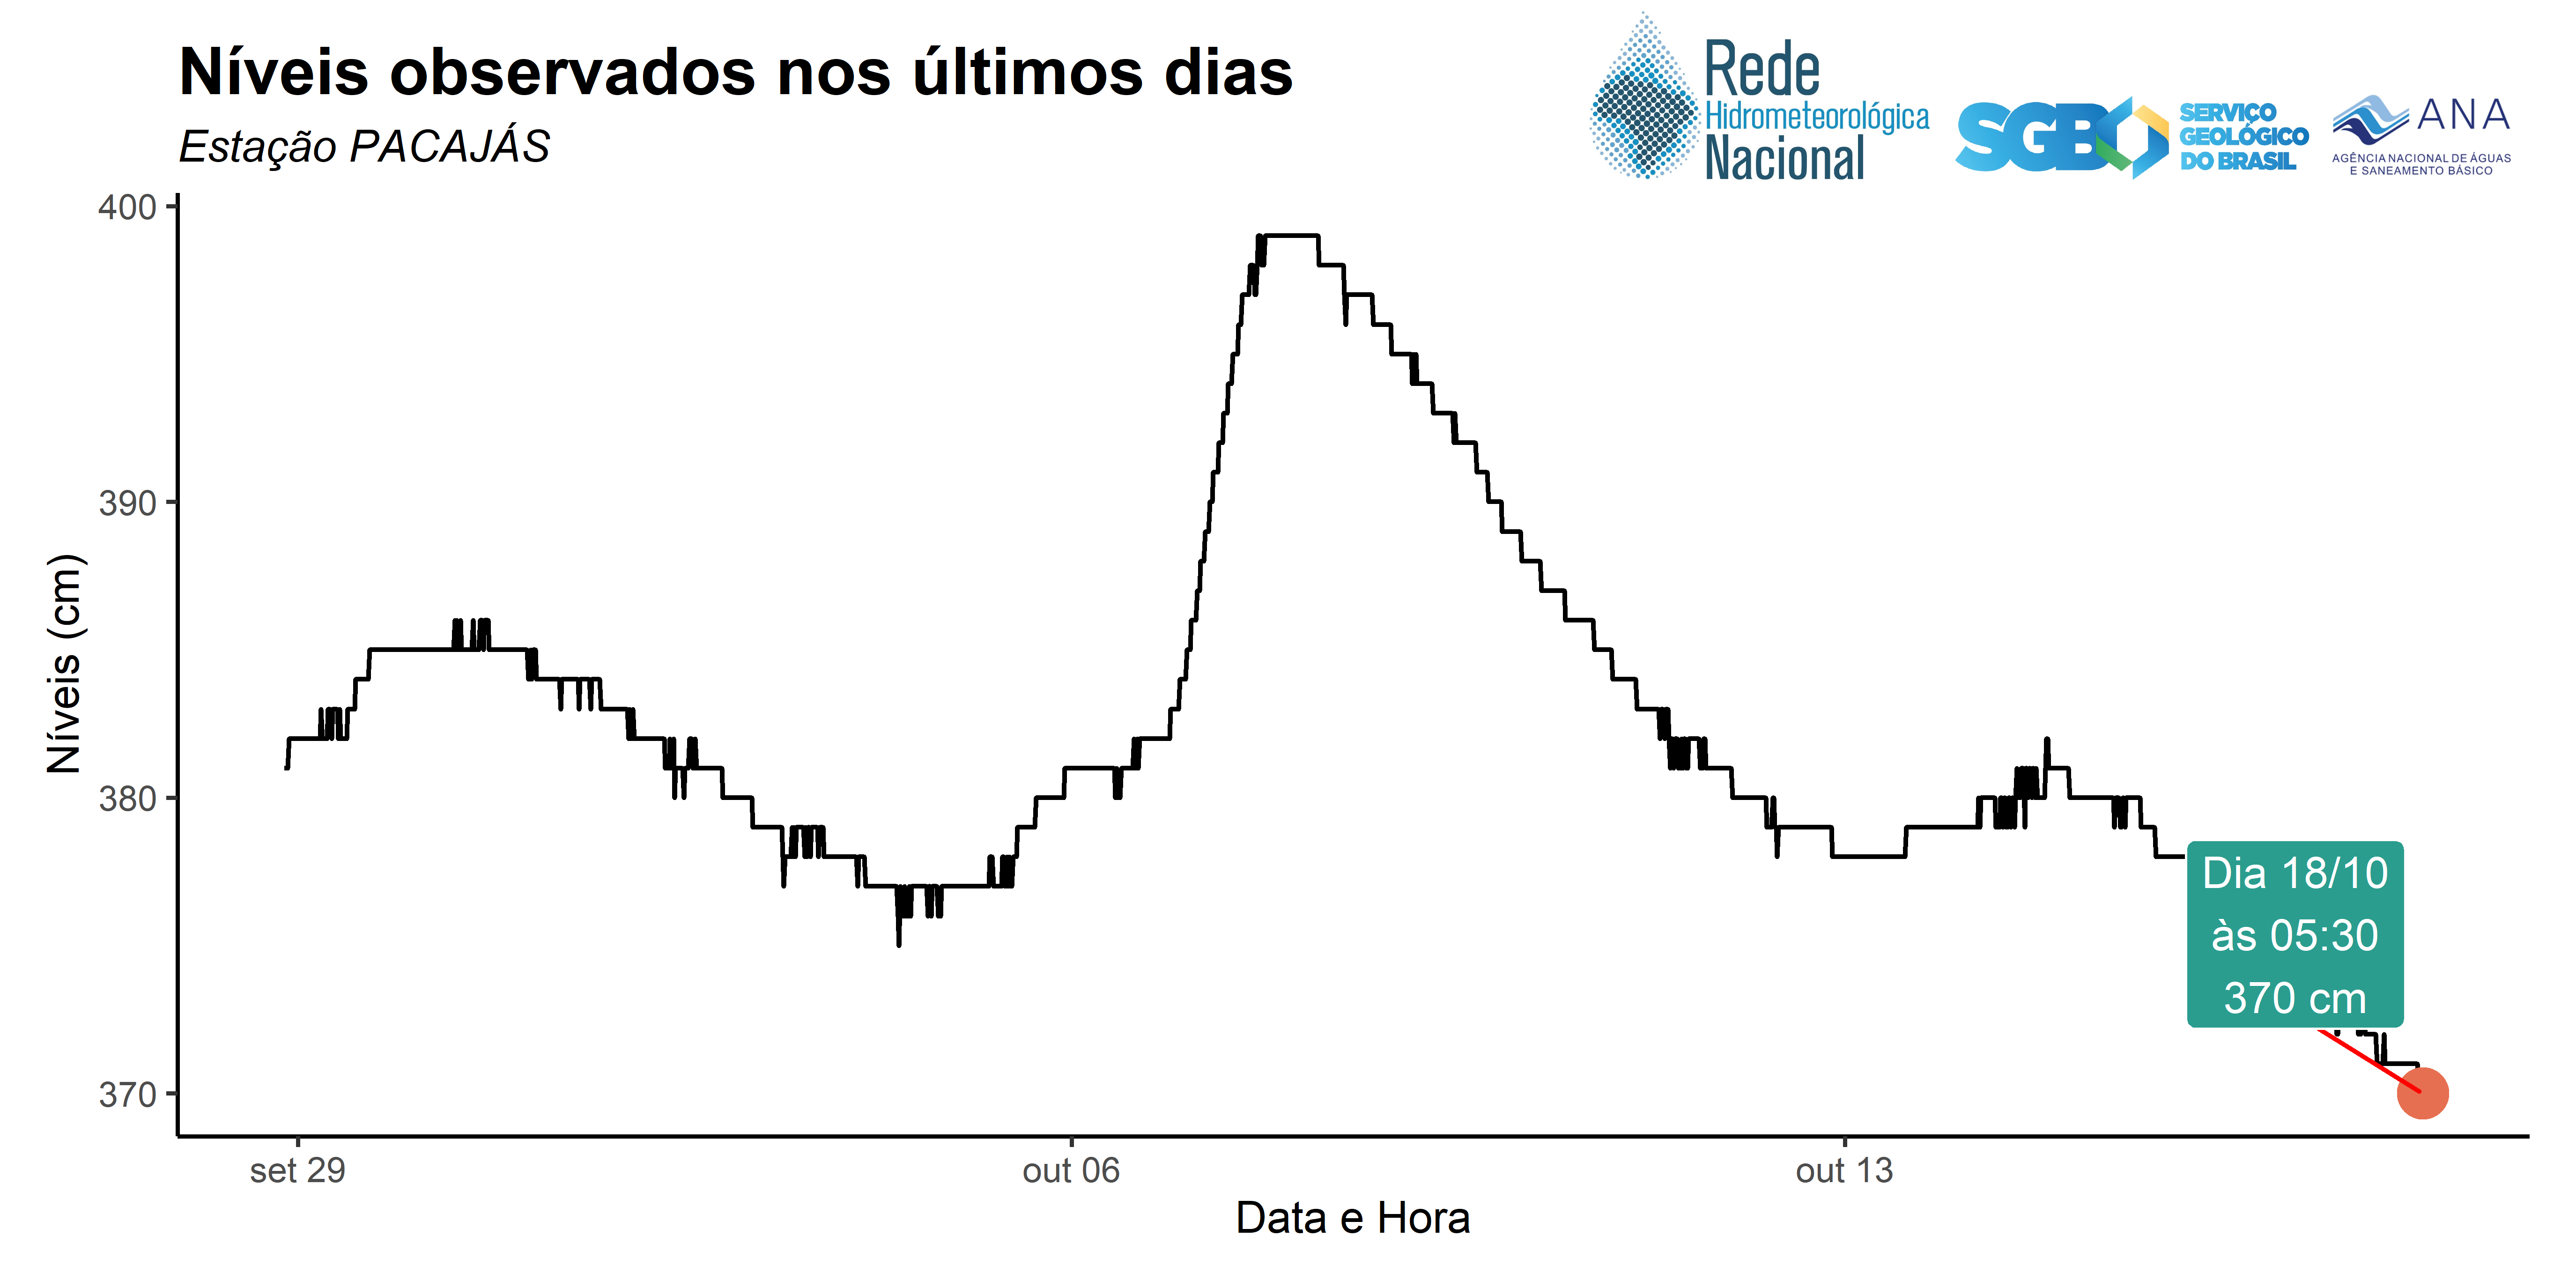 Níveis observados nos últimos dias
Estação PACAJÁS
Rede
Hidrometeorológica
Nacional
SGB
SERVIÇO
GEOLÓGICO
DO BRASIL
ANA
AGÊNCIA NACIONAL DE ÁGUAS
E SANEAMENTO BÁSICO
400
390
380
370
Níveis (cm)
Dia 18/10
às 05:30
370 cm
set 29
out 06
out 13
Data e Hora